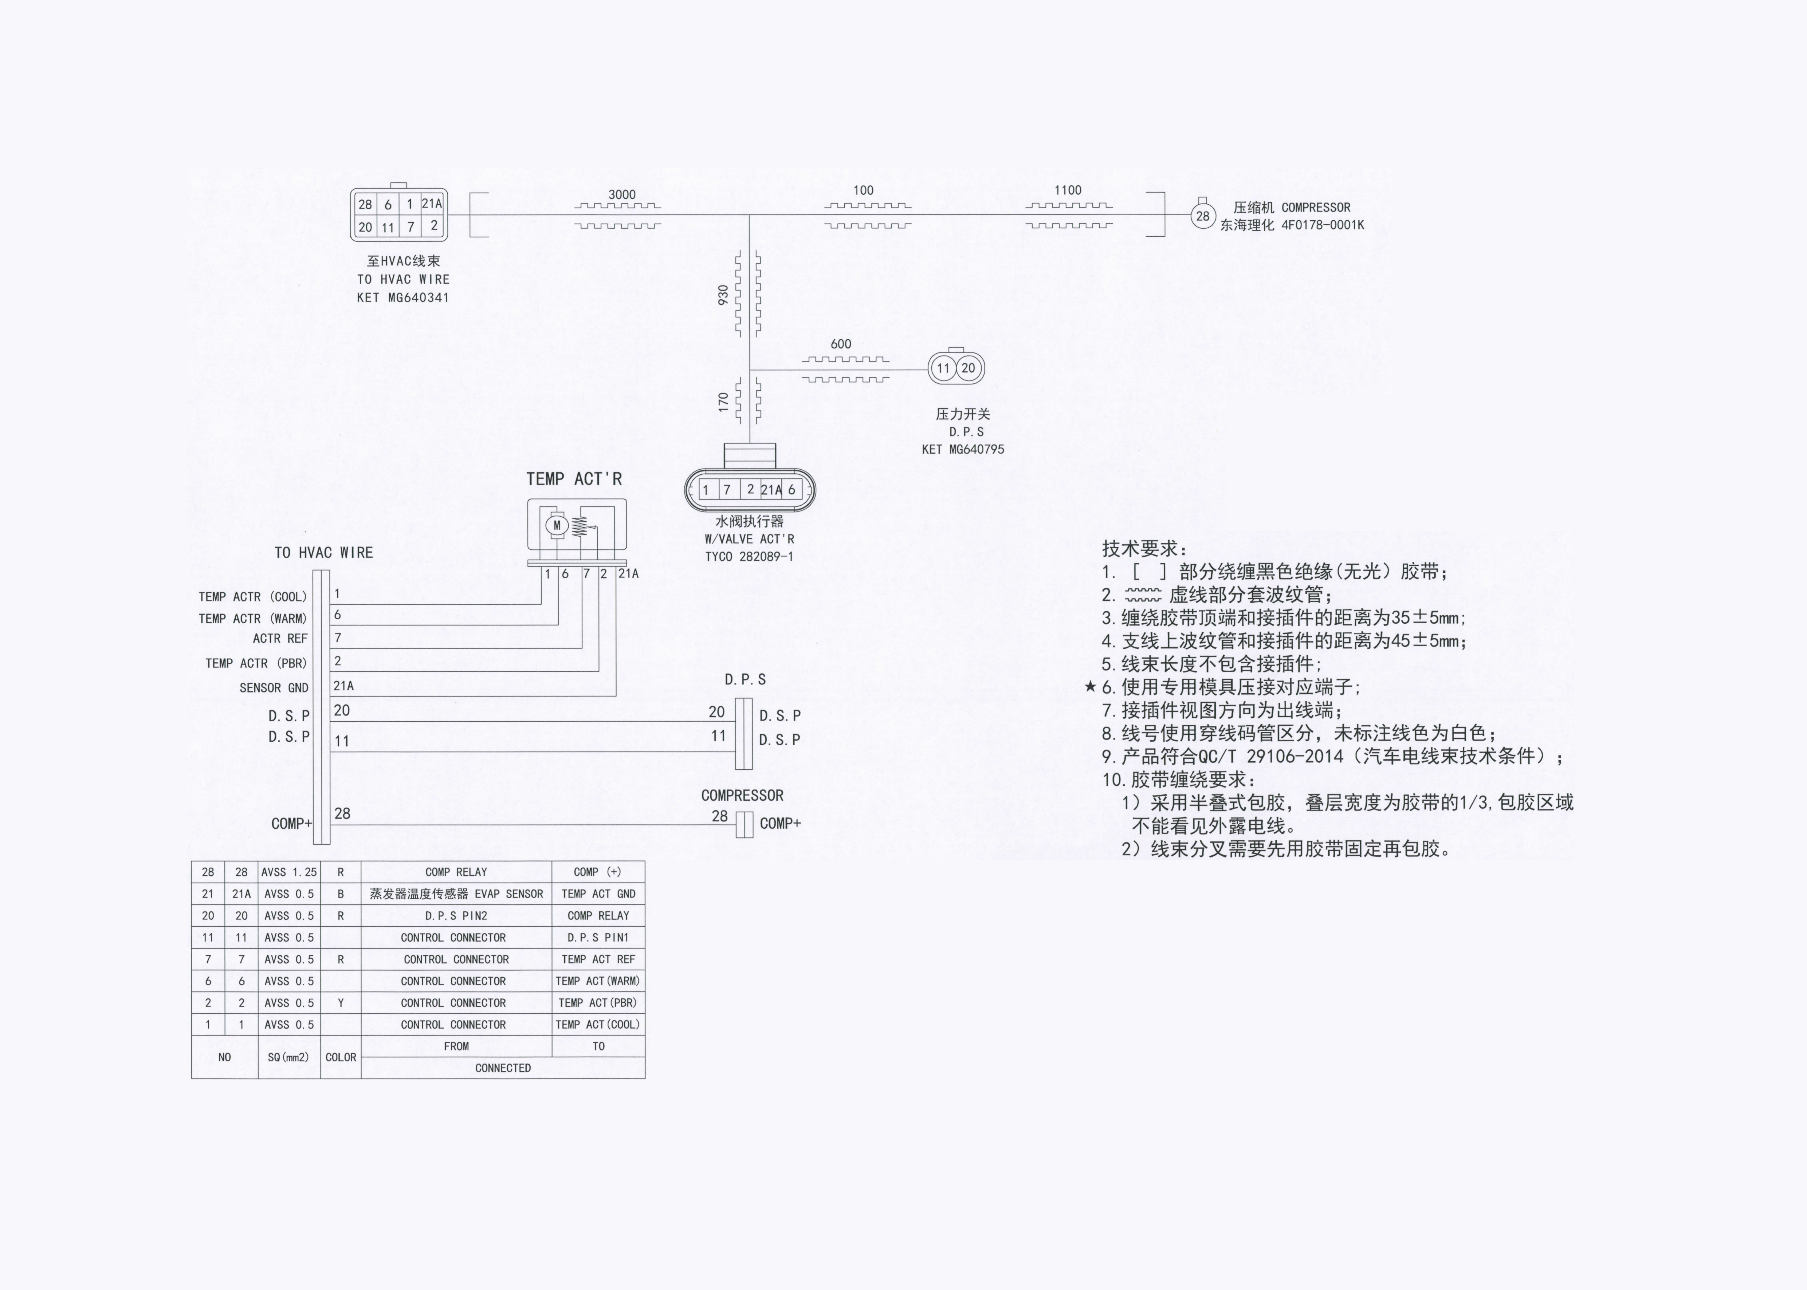 3000
100
1100
28 6 1 21A
20 11 7 2
至HVAC线束
TO HVAC WIRE
KET MG640341
28
压缩机 COMPRESSOR
东海理化 4F0178-0001K
930
600
11 20
170
压力开关
D.P.S
KET MG640795
1 7 2 21A 6
水阀执行器
W/VALVE ACT'R
TYCO 282089-1
TEMP ACT'R
M
1 6 7 2 21A
TO HVAC WIRE
TEMP ACTR (COOL) 1
TEMP ACTR (WARM) 6
ACTR REF 7
TEMP ACTR (PBR) 2
SENSOR GND 21A
D.S.P 20
D.S.P 11
COMP+ 28
D.P.S
20 D.S.P
11 D.S.P
COMPRESSOR
28 COMP+
技术要求:
1. [ ] 部分绕缠黑色绝缘(无光) 胶带;
2. 虚线部分套波纹管;
3. 缠绕胶带顶端和接插件的距离为35±5mm;
4. 支线上波纹管和接插件的距离为45±5mm;
5. 线束长度不包含接插件;
★6. 使用专用模具压接对应端子;
7. 接插件视图方向为出线端;
8. 线号使用穿线码管区分, 未标注线色为白色;
9. 产品符合QC/T 29106-2014 (汽车电线束技术条件) ;
10. 胶带缠绕要求:
1) 采用半叠式包胶, 叠层宽度为胶带的1/3, 包胶区域
不能看见外露电线。
2) 线束分叉需要先用胶带固定再包胶。
28 28 AVSS 1.25 R COMP RELAY COMP (+)
21 21A AVSS 0.5 B 蒸发器温度传感器 EVAP SENSOR TEMP ACT GND
20 20 AVSS 0.5 R D.P.S PIN2 COMP RELAY
11 11 AVSS 0.5 CONTROL CONNECTOR D.P.S PIN1
7 7 AVSS 0.5 R CONTROL CONNECTOR TEMP ACT REF
6 6 AVSS 0.5 CONTROL CONNECTOR TEMP ACT(WARM)
2 2 AVSS 0.5 Y CONTROL CONNECTOR TEMP ACT(PBR)
1 1 AVSS 0.5 CONTROL CONNECTOR TEMP ACT(COOL)
NO SQ(mm2) COLOR FROM TO
CONNECTED